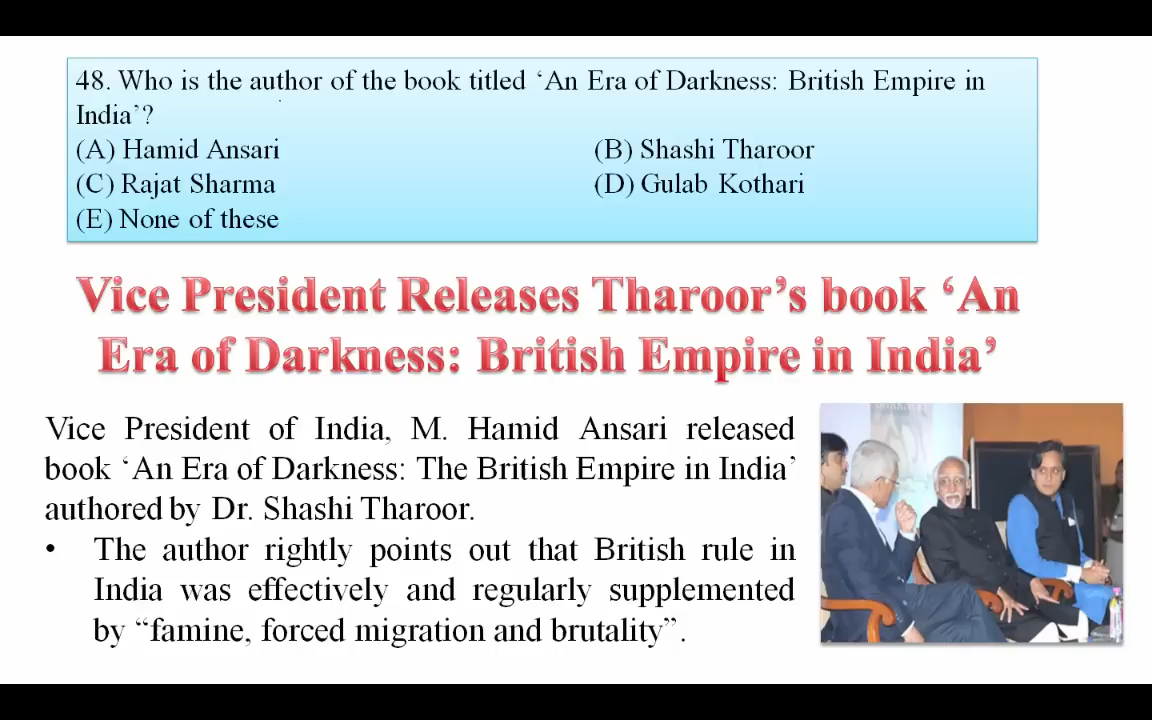 48. Who is the author of the book titled ‘An Era of Darkness: British Empire in
India’?
(A) Hamid Ansari (B) Shashi Tharoor
(C) Rajat Sharma (D) Gulab Kothari
(E) None of these
Vice President Releases Tharoor’s book ‘An
Era of Darkness: British Empire in India’
Vice President of India, M. Hamid Ansari released
book ‘An Era of Darkness: The British Empire in India’
authored by Dr. Shashi Tharoor.
• The author rightly points out that British rule in
India was effectively and regularly supplemented
by “famine, forced migration and brutality”.